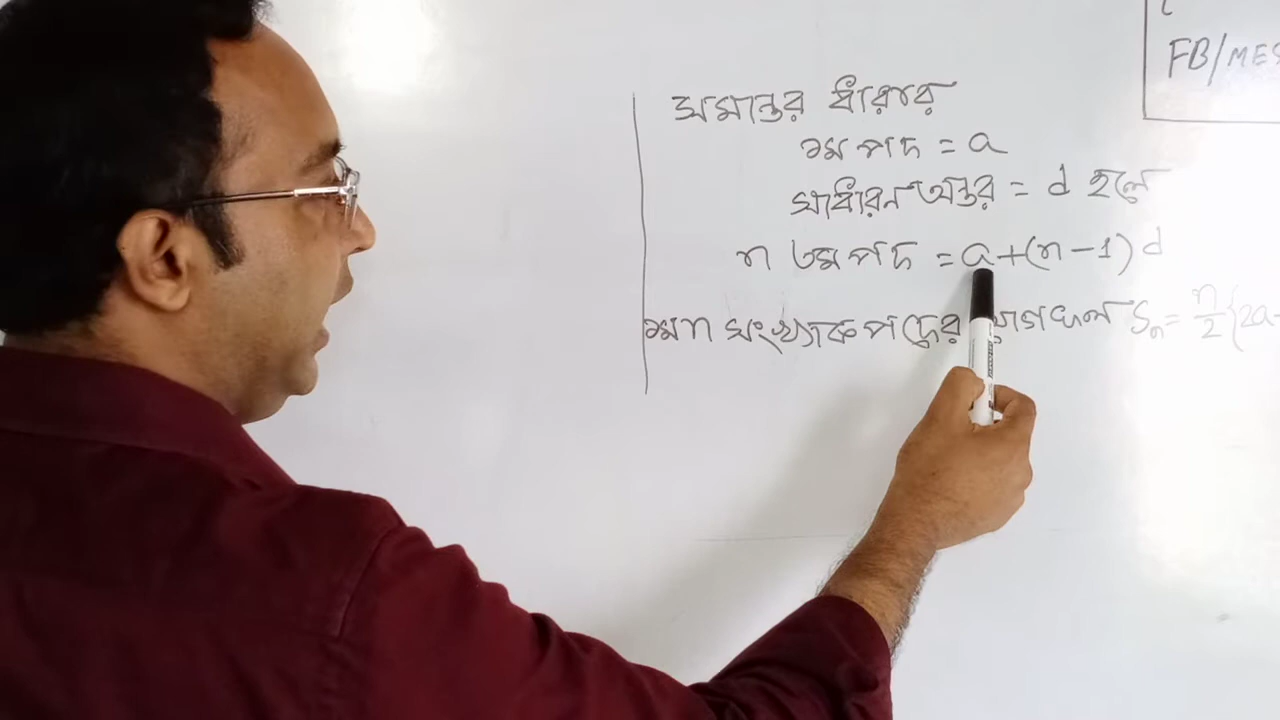 সমান্তর ধারার
১ম পদ = a
সাধারন অন্তর = d হলে
n তম পদ = a+(n-1)d
১ম n সংখ্যক পদের যোগফল Sₙ = n/2{2a-
FB/MES